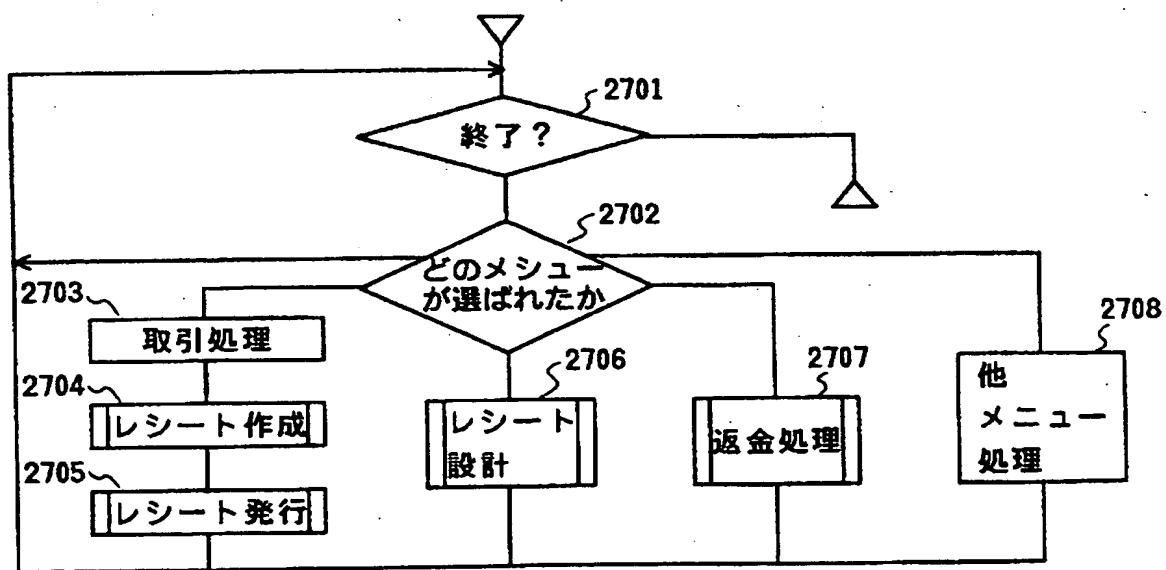 2701
終了?
2702
どのメシュー
が選ばれたか
2703
取引処理
2704
レシート作成
2705
レシート発行
2706
レシート
設計
2707
返金処理
2708
他
メニュー
処理